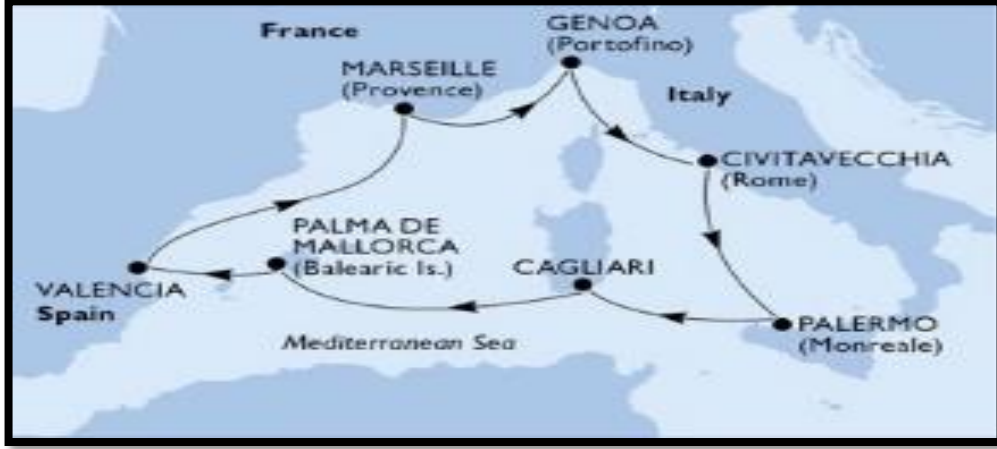 France
GENOA
(Portofino)
MARSEILLE
(Provence)
Italy
CIVITAVECCHIA
(Rome)
PALMA DE
MALLORCA
(Balearic Is.)
CAGLIARI
VALENCIA
Spain
PALERMO
(Monreale)
Mediterranean Sea